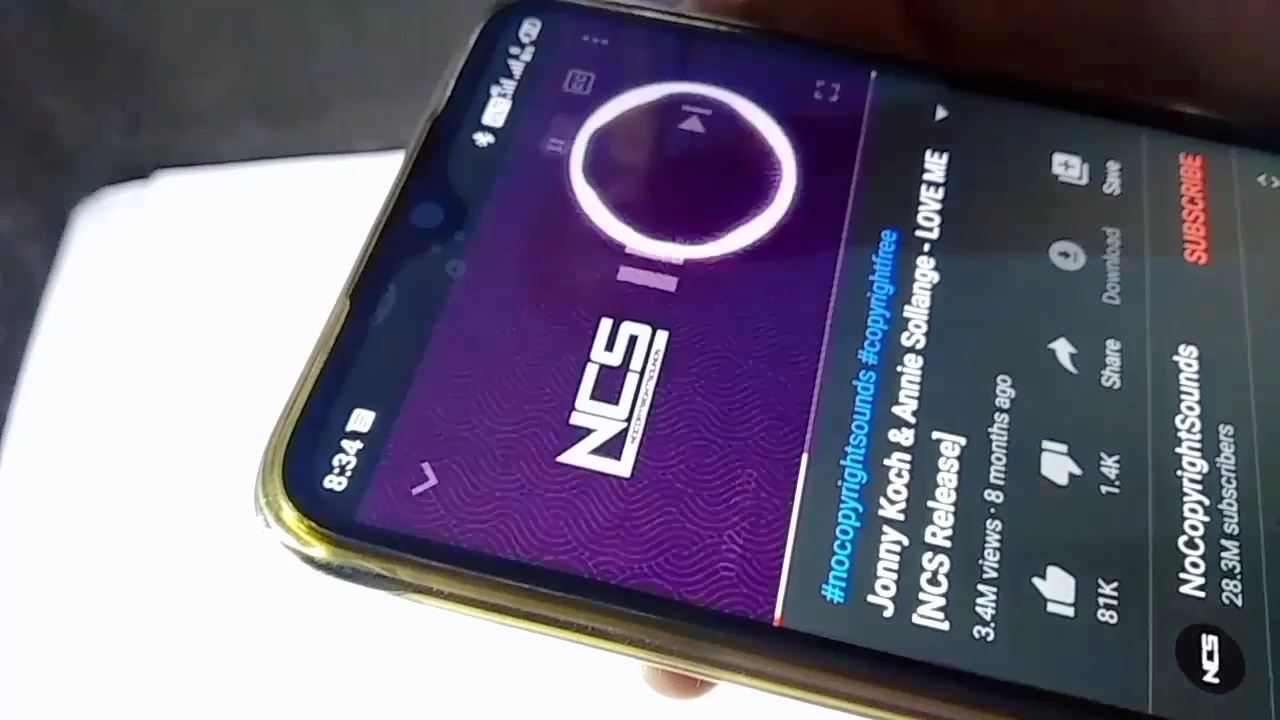 8:34
NCS
#nocopyrightsounds #copyrightfree
Jonny Koch & Annie Sollange - LOVE ME
[NCS Release]
3.4M views · 8 months ago
81K
1.4K
Share
Download
Save
NCS
NoCopyrightSounds
28.3M subscribers
SUBSCRIBE